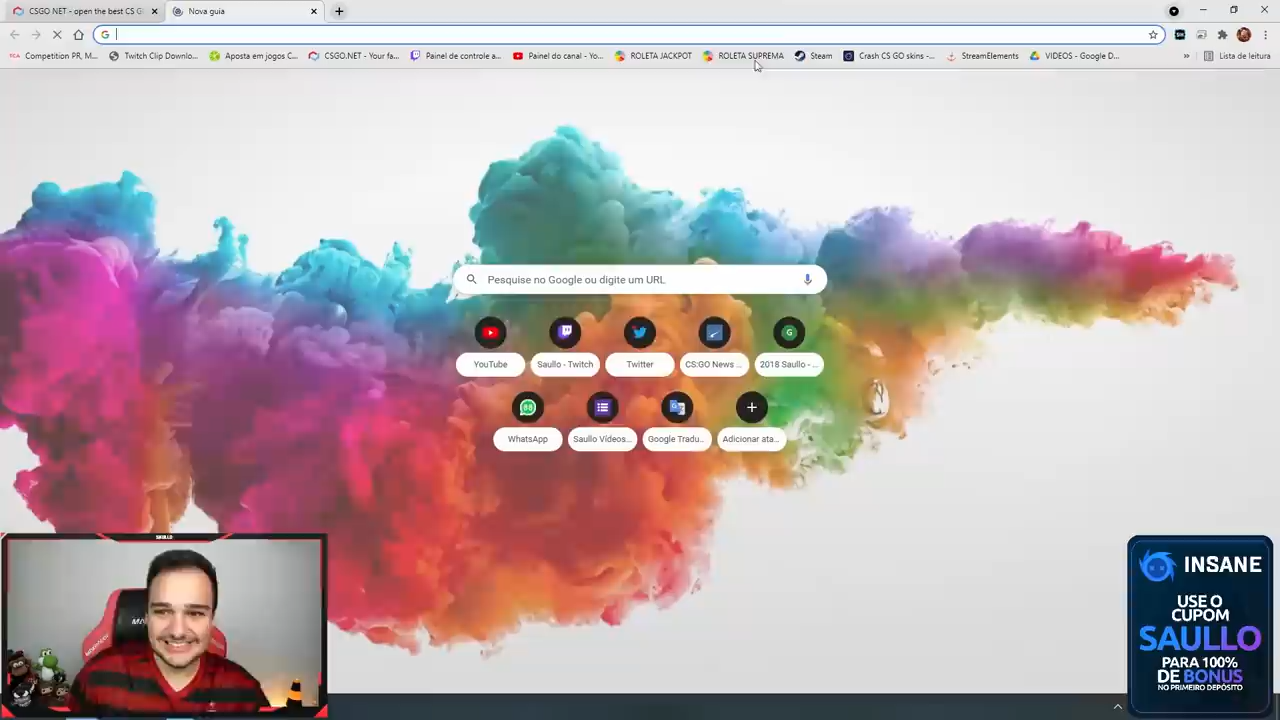 CSGO.NET - open the best CS G
Nova guia
Competition PR, M...
Twitch Clip Downlo...
Aposta em jogos C...
CSGO.NET - Your fa...
Painel de controle a...
Painel do canal - Yo...
ROLETA JACKPOT
ROLETA SUPREMA
Steam
Crash CS GO skins -...
StreamElements
VIDEOS - Google D...
»
Lista de leitura
Pesquise no Google ou digite um URL
YouTube
Saullo - Twitch
Twitter
CS:GO News ...
G
2018 Saullo - ...
WhatsApp
Saullo Vídeos...
Google Tradu...
Adicionar ata...
SAULLO
INSANE
USE O
CUPOM
SAULLO
PARA 100%
DE BONUS
NO PRIMEIRO DEPÓSITO